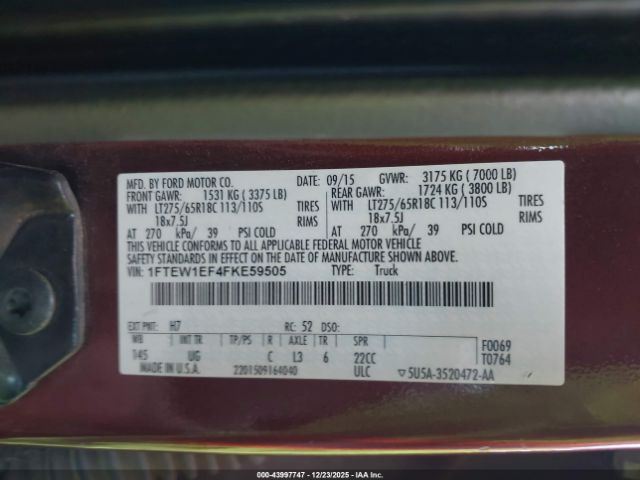 MFD. BY FORD MOTOR CO. 09/15 GVWR: 3175 KG ( 7000 LB)
FRONT GAWR: 1531 KG ( 3375 LB) REAR GAWR: 1724 KG ( 3800 LB)
WITH LT275/65R18C 113/110S TIRES WITH LT275/65R18C 113/110S TIRES
18x7.5J RIMS 18x7.5J RIMS
AT 270 kPa/ 39 PSI COLD AT 270 kPa/ 39 PSI COLD
THIS VEHICLE CONFORMS TO ALL APPLICABLE FEDERAL MOTOR VEHICLE
SAFETY STANDARDS IN EFFECT ON THE DATE OF MANUFACTURE SHOWN ABOVE.
VIN: 1FTEW1EF4FKE59505 TYPE: Truck
EXT PNT: H7 RC: 52 DSO:
WB INT TR TP/PS R AXLE TR SPR F0069
145 UG C L3 6 22CC T0764
MADE IN U.S.A. 2201509164040 ULC ▽5U5A-3520472-AA
000-43997747 - 12/23/2025 - IAAI.COM